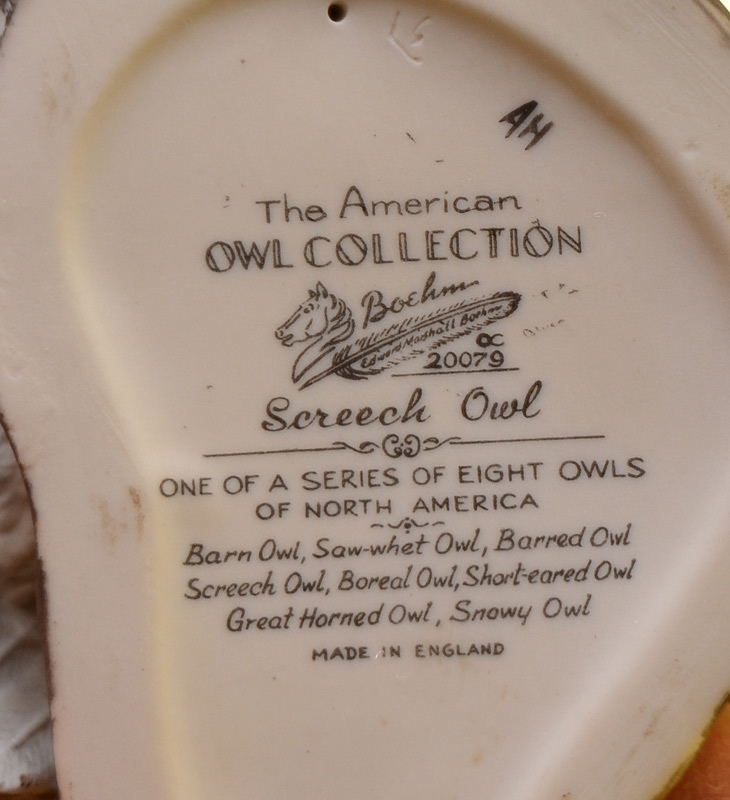 AH
The American
OWL COLLECTION
Boehm
Edward Marshall Boehm
OC
20079
Screech Owl
ONE OF A SERIES OF EIGHT OWLS
OF NORTH AMERICA
Barn Owl, Saw-whet Owl, Barred Owl
Screech Owl, Boreal Owl, Short-eared Owl
Great Horned Owl, Snowy Owl
MADE IN ENGLAND